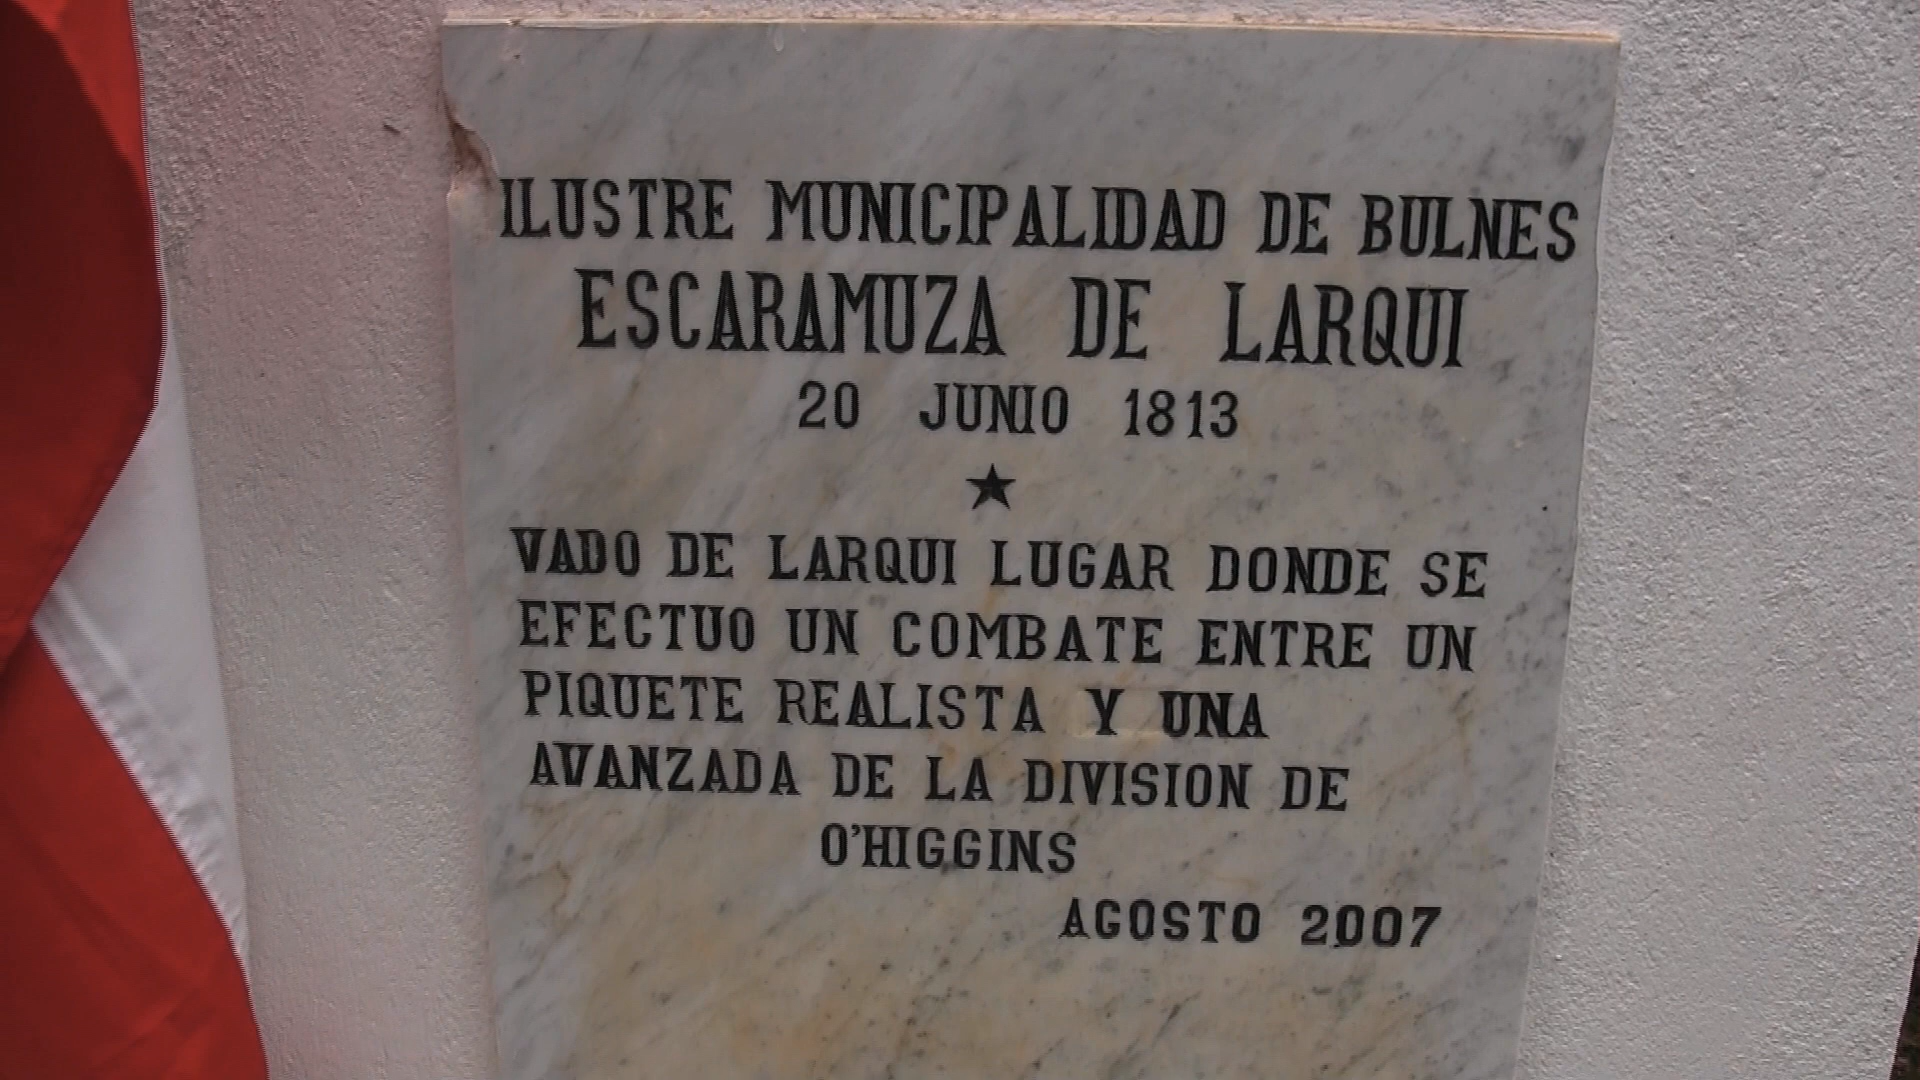 ILUSTRE MUNICIPALIDAD DE BULNES
ESCARAMUZA DE LARQUI
20 JUNIO 1813
VADO DE LARQUI LUGAR DONDE SE
EFECTUO UN COMBATE ENTRE UN
PIQUETE REALISTA Y UNA
AVANZADA DE LA DIVISION DE
O'HIGGINS
AGOSTO 2007